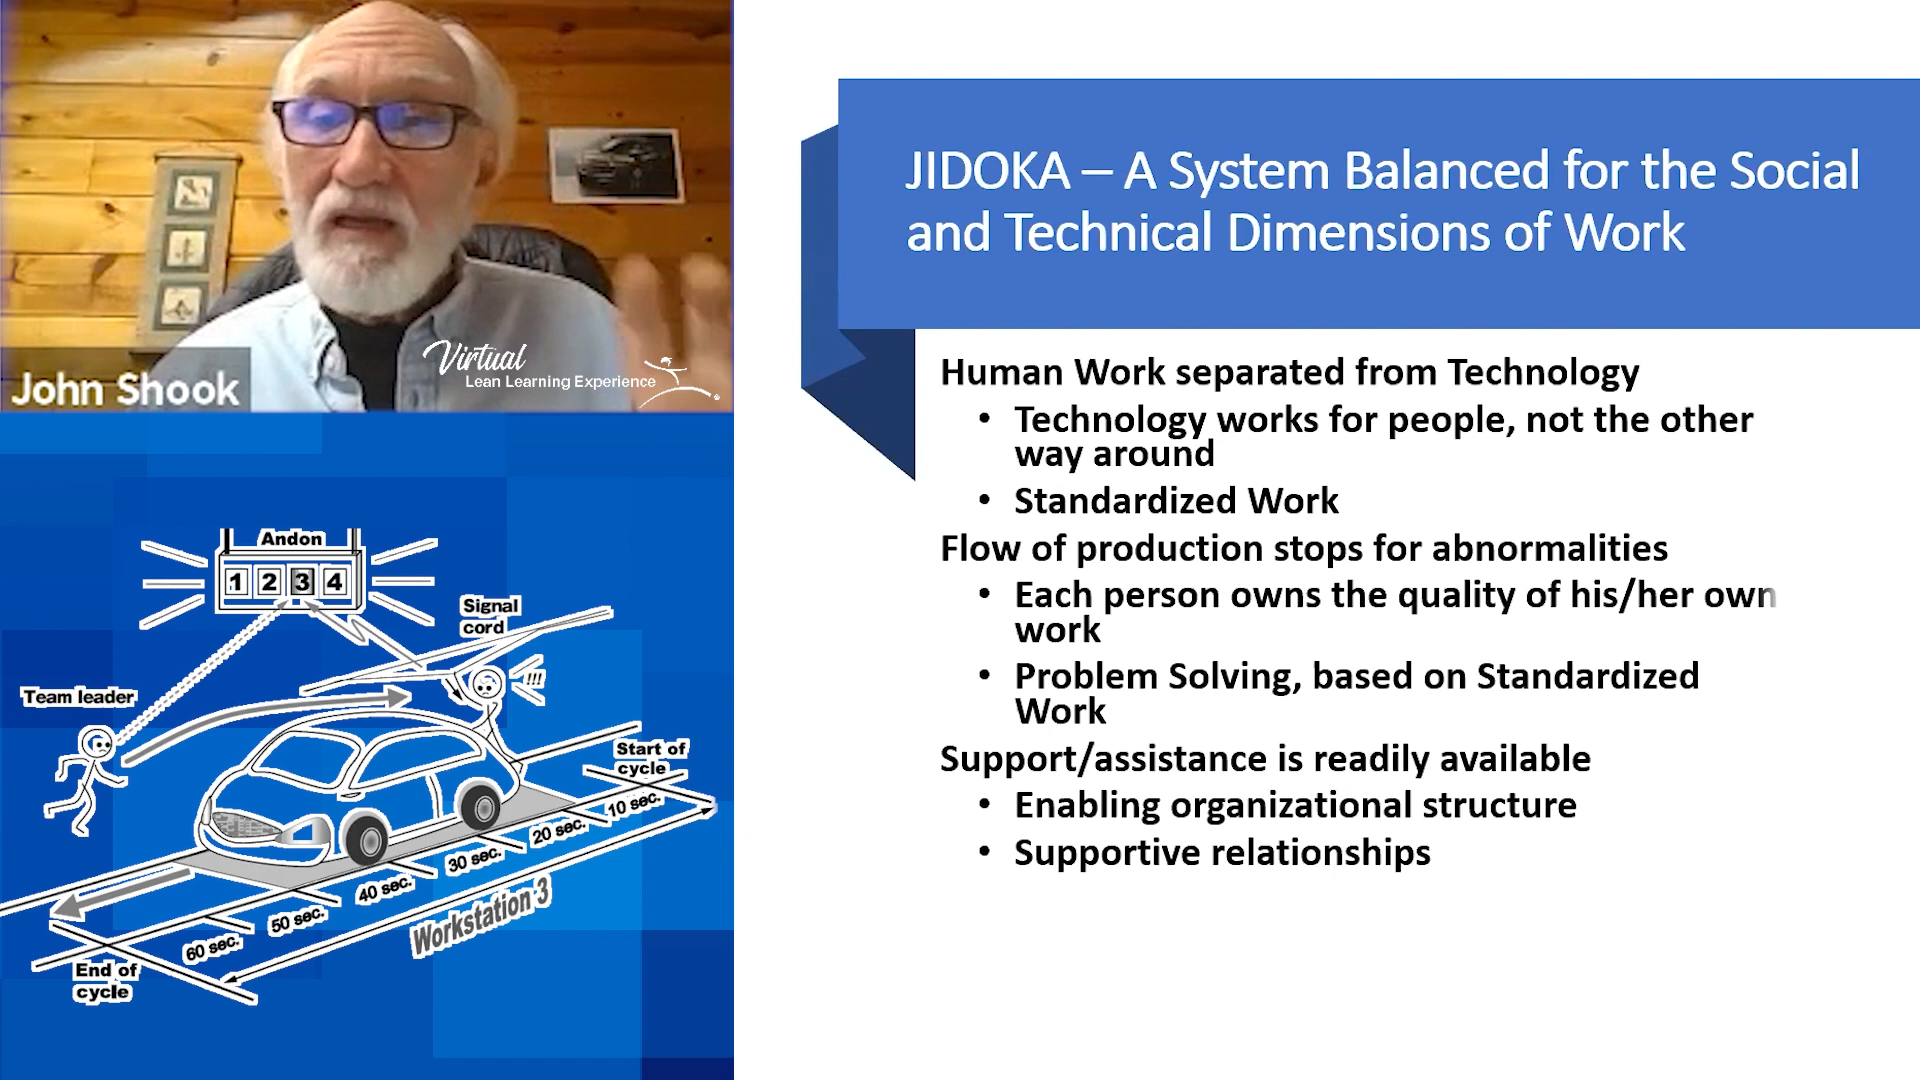 John Shook
Virtual
Lean Learning Experience
JIDOKA – A System Balanced for the Social
and Technical Dimensions of Work
Human Work separated from Technology
• Technology works for people, not the other
way around
• Standardized Work
Flow of production stops for abnormalities
• Each person owns the quality of his/her own
work
• Problem Solving, based on Standardized
Work
Support/assistance is readily available
• Enabling organizational structure
• Supportive relationships
Andon
1 2 3 4
Signal
cord
!!!
Team leader
Start of
cycle
10 sec.
20 sec.
30 sec.
40 sec.
50 sec.
60 sec.
Workstation 3
End of
cycle